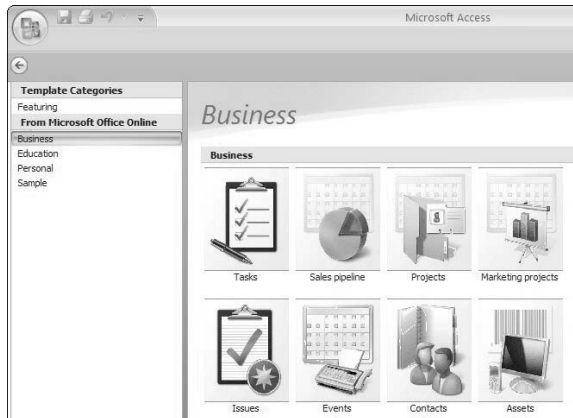 Microsoft Access
Template Categories
Featuring
From Microsoft Office Online
Business
Education
Personal
Sample
Business
Business
Tasks
Sales pipeline
Projects
Marketing projects
Issues
Events
Contacts
Assets